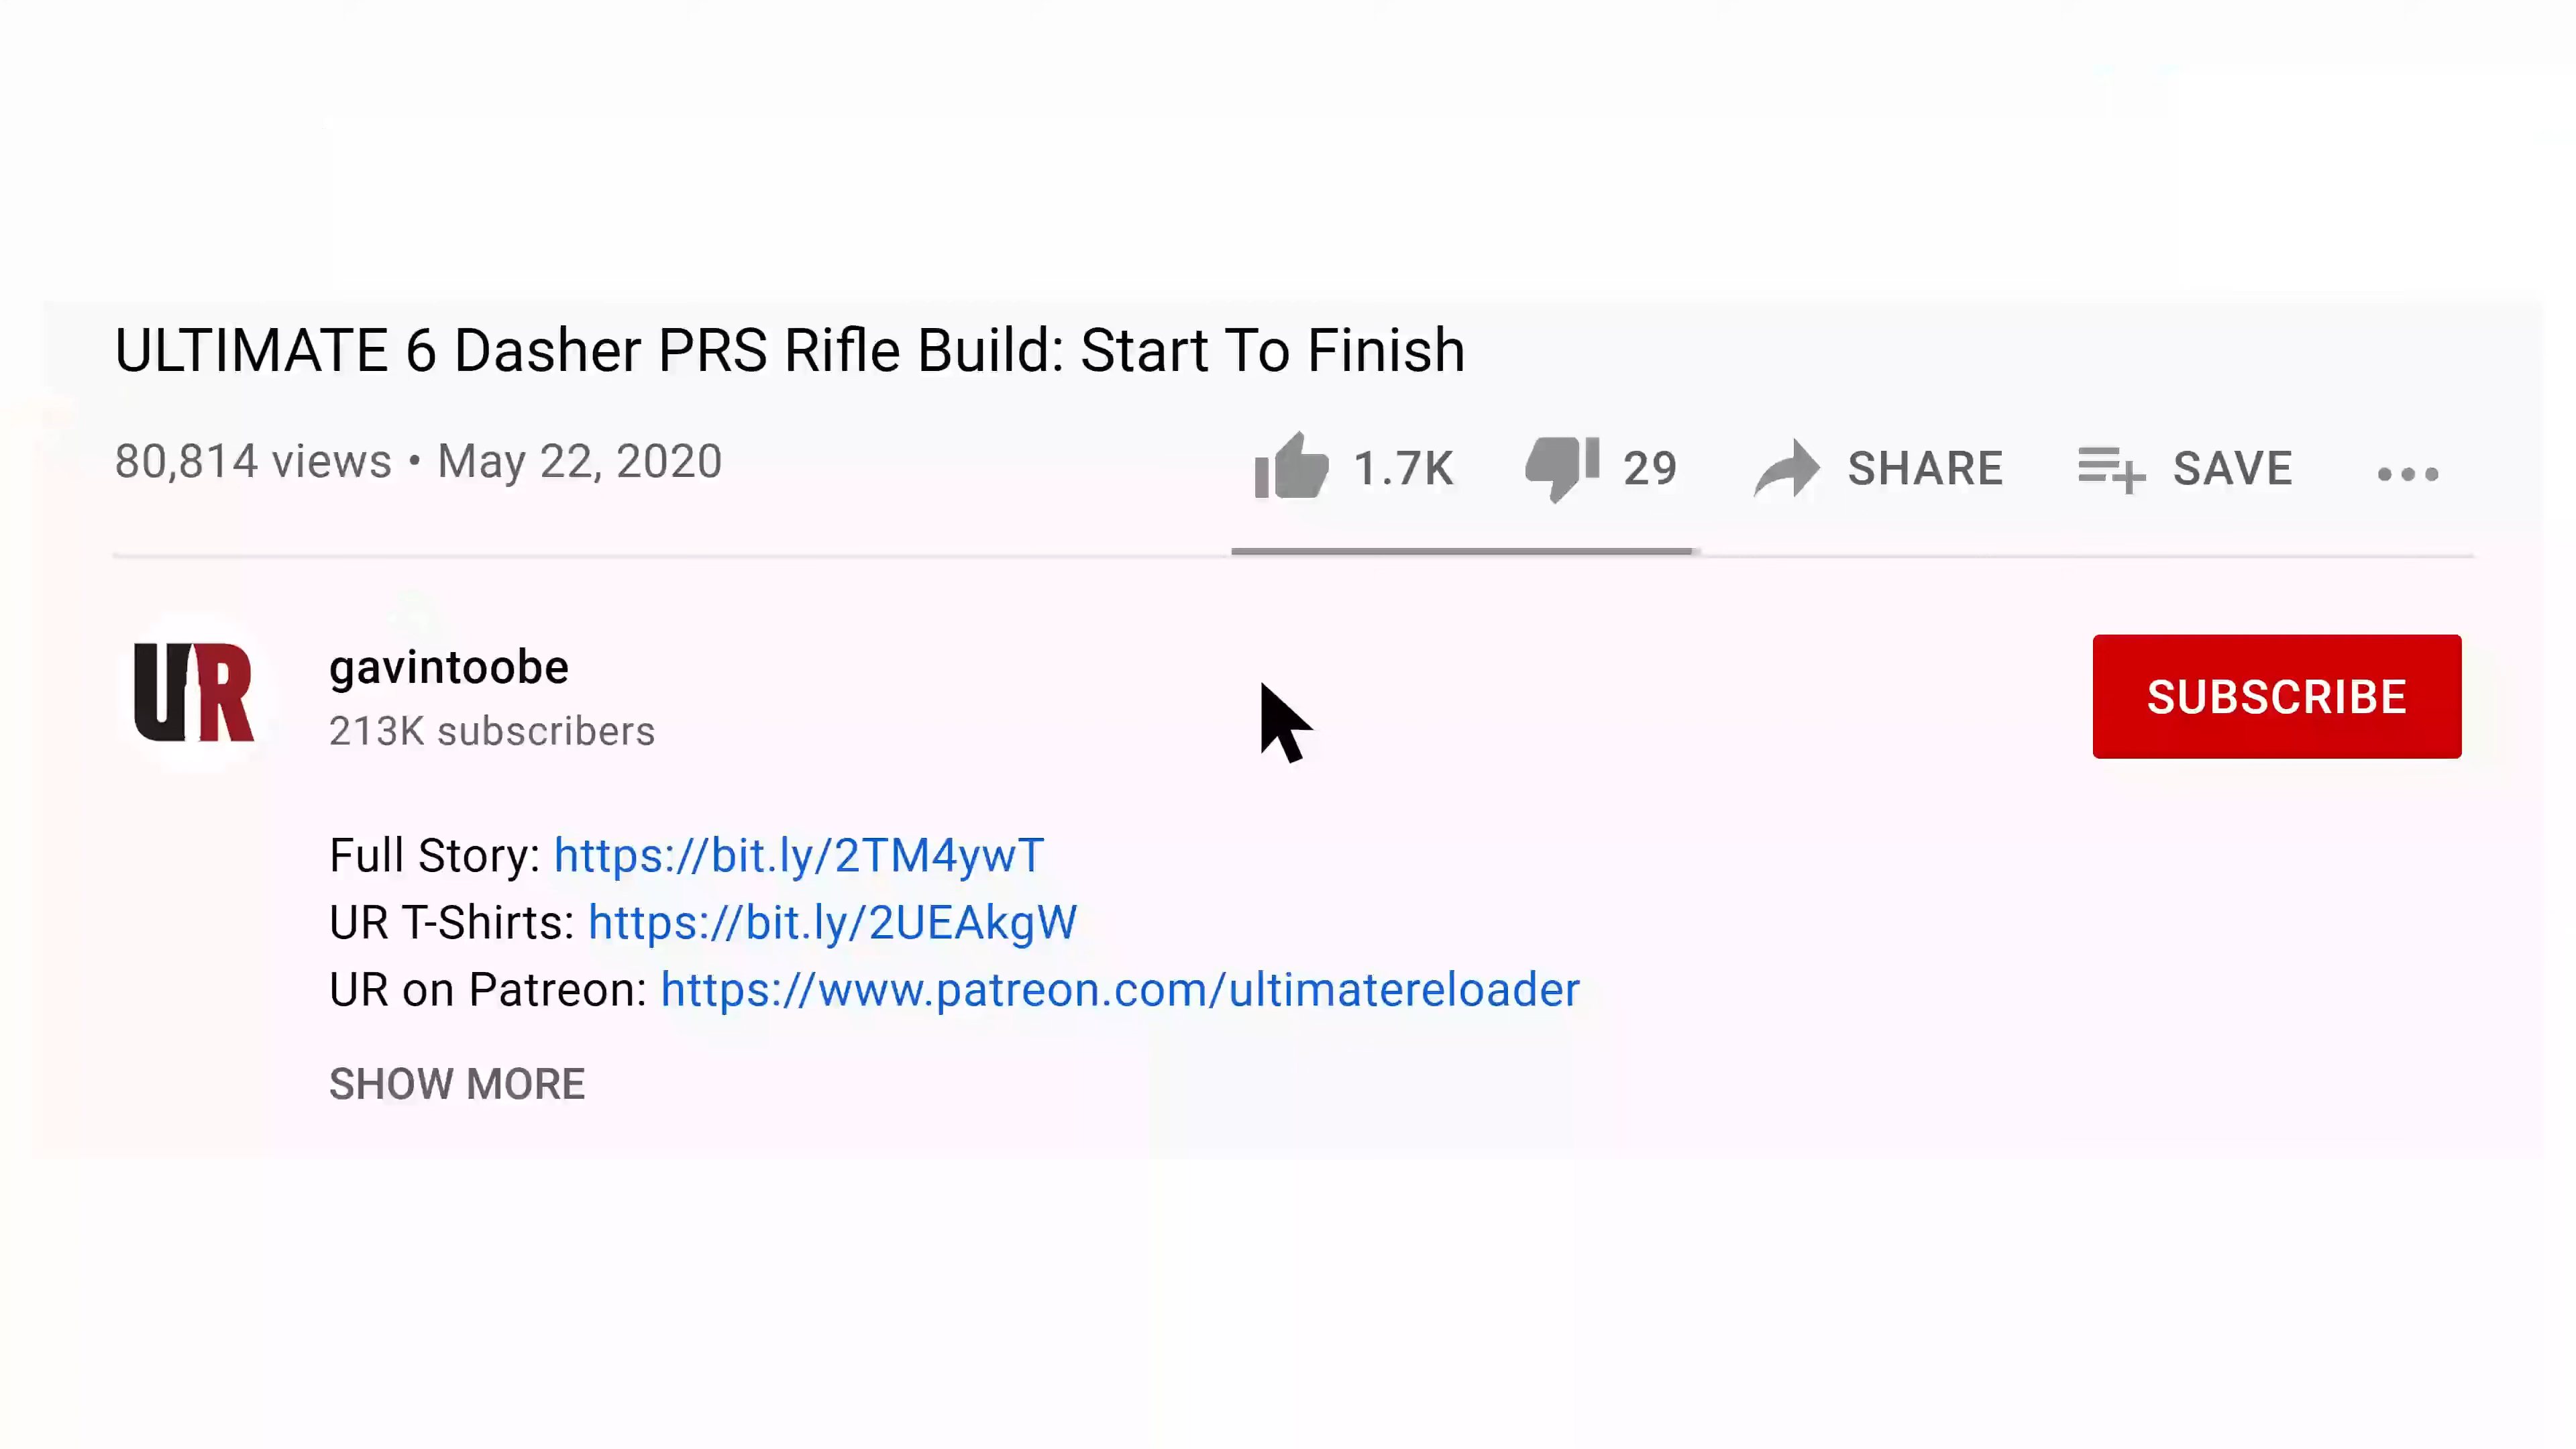 ULTIMATE 6 Dasher PRS Rifle Build: Start To Finish
80,814 views • May 22, 2020 1.7K 29 SHARE SAVE ...
UR gavintoobe SUBSCRIBE
213K subscribers
Full Story: https://bit.ly/2TM4ywT
UR T-Shirts: https://bit.ly/2UEAkgW
UR on Patreon: https://www.patreon.com/ultimatereloader
SHOW MORE